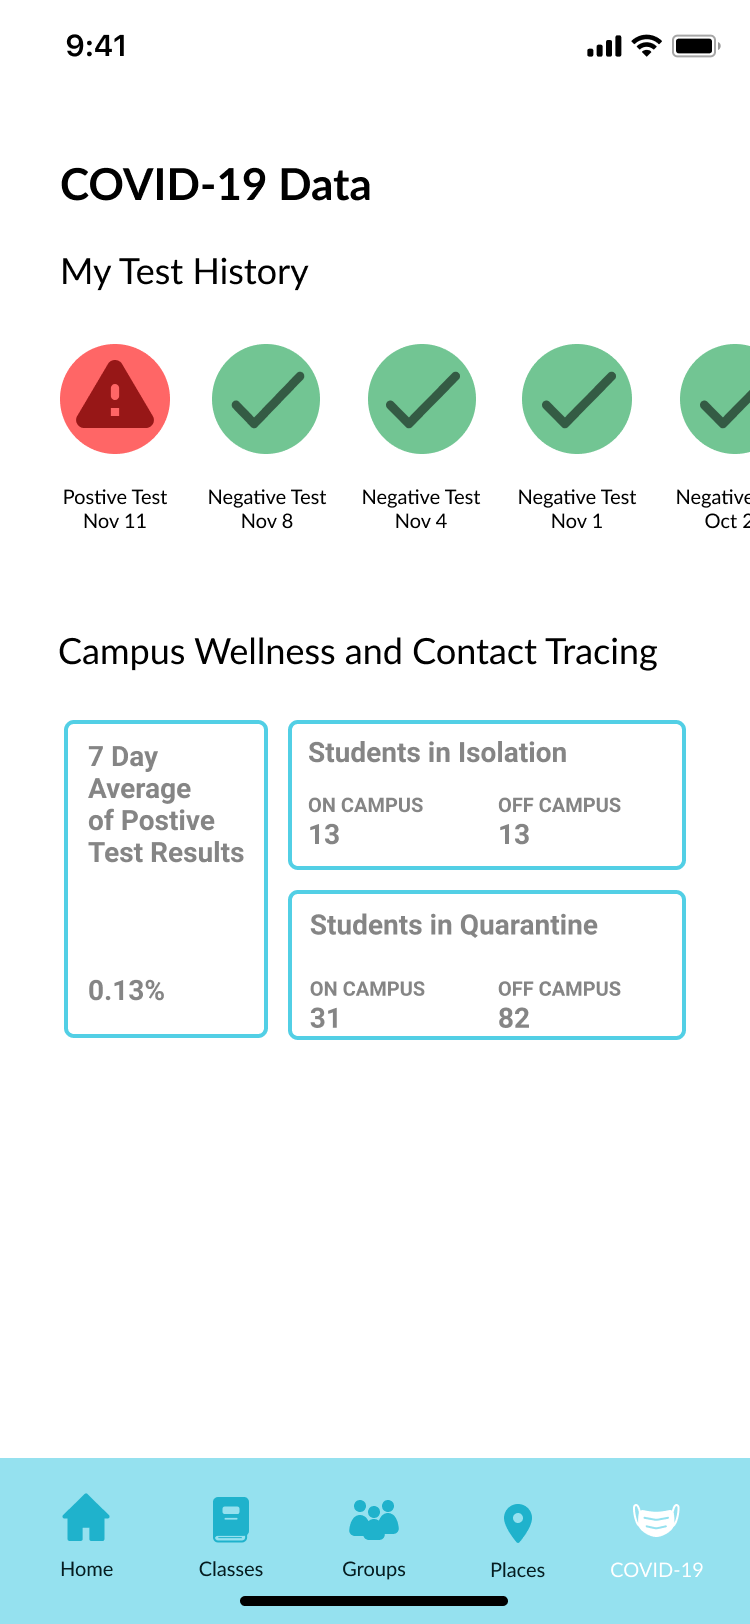 9:41
COVID-19 Data
My Test History
Postive Test
Nov 11
Negative Test
Nov 8
Negative Test
Nov 4
Negative Test
Nov 1
Negative
Oct 2
Campus Wellness and Contact Tracing
7 Day
Average
of Postive
Test Results
0.13%
Students in Isolation
ON CAMPUS OFF CAMPUS
13 13
Students in Quarantine
ON CAMPUS OFF CAMPUS
31 82
Home Classes Groups Places COVID-19